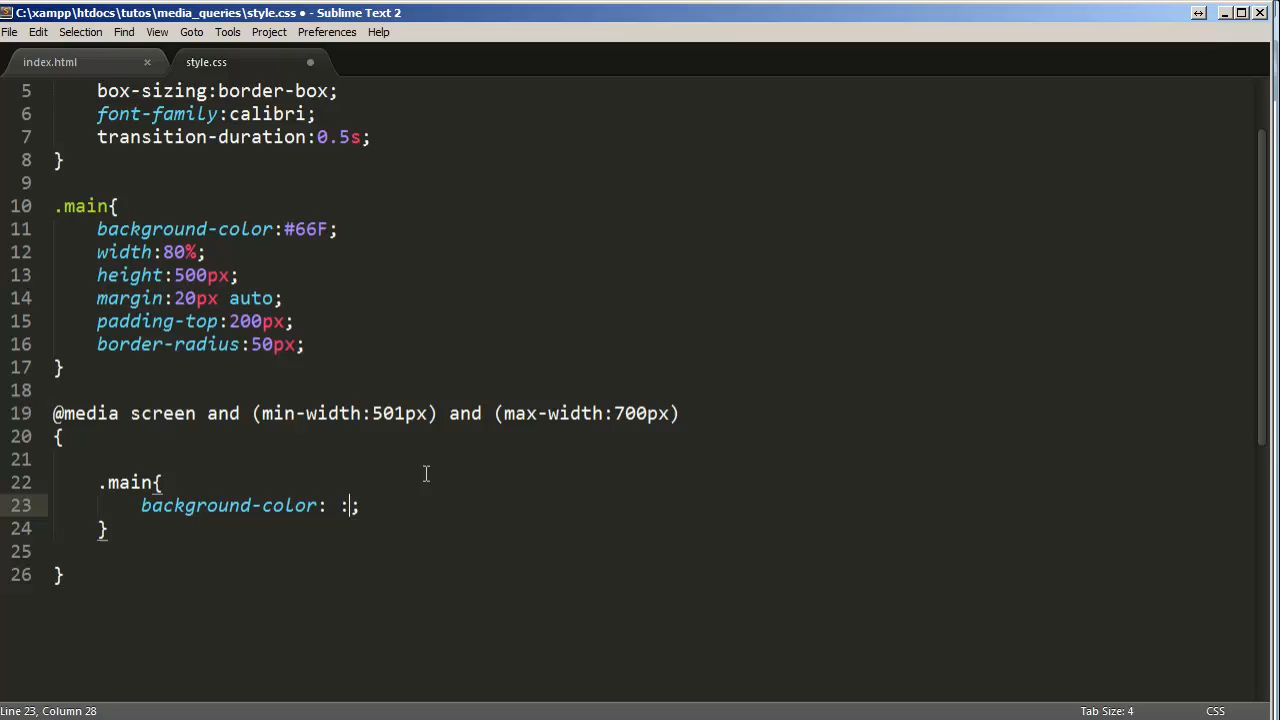 C:\xampp\htdocs\tutos\media_queries\style.css • - Sublime Text 2
File Edit Selection Find View Goto Tools Project Preferences Help
index.html × style.css
5 box-sizing:border-box;
6 font-family:calibri;
7 transition-duration:0.5s;
8 }
9
10 .main{
11 background-color:#66F;
12 width:80%;
13 height:500px;
14 margin:20px auto;
15 padding-top:200px;
16 border-radius:50px;
17 }
18
19 @media screen and (min-width:501px) and (max-width:700px)
20 {
21
22 .main{
23 background-color: :;
24 }
25
26 }
Line 23, Column 28 Tab Size: 4 CSS